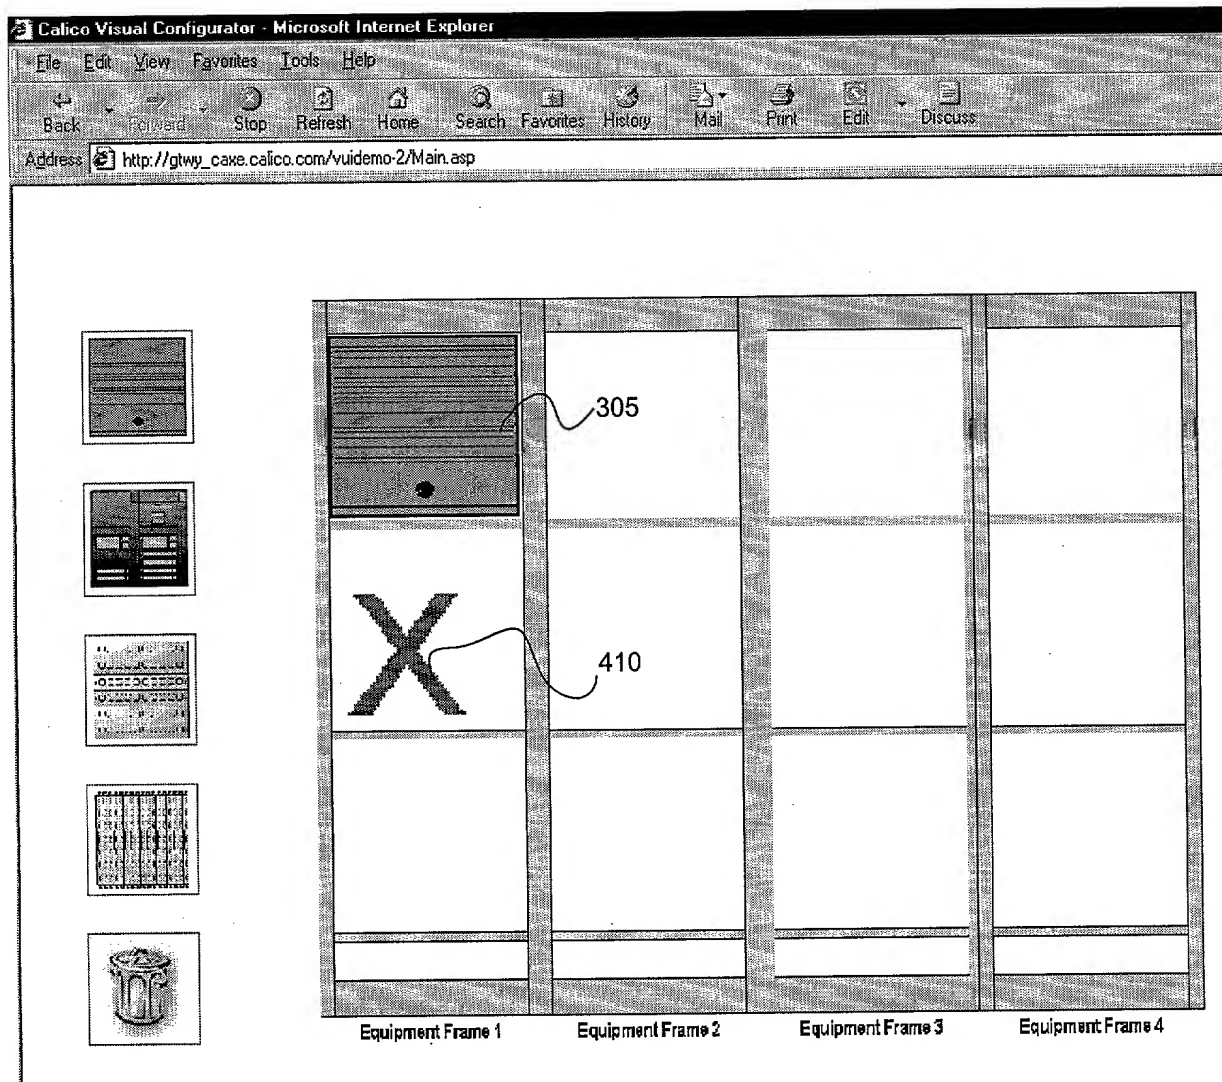 Calico Visual Configurator - Microsoft Internet Explorer
File Edit View Favorites Tools Help
Back Forward Stop Refresh Home Search Favorites History Mail Print Edit Discuss
Address http://gtwy_caxe.calico.com/vuidemo-2/Main.asp
305
X
410
Equipment Frame 1 Equipment Frame 2 Equipment Frame 3 Equipment Frame 4